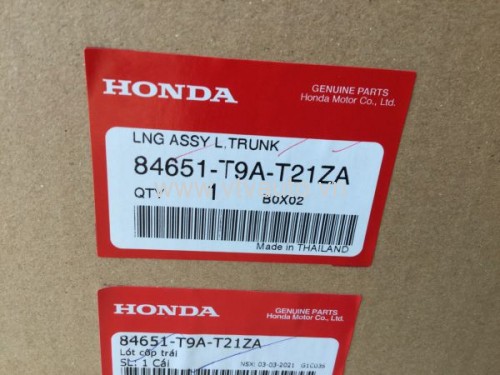 HONDA
GENUINE PARTS
Honda Motor Co., Ltd.
LNG ASSY L,TRUNK
84651-T9A-T21ZA
QTY 1 B0X02
Made in THAILAND
HONDA
GENUINE PARTS
Honda Motor Co., Ltd.
84651-T9A-T21ZA
Lót cốp trái
SL: 1 Cái
NSX: 03-03-2021